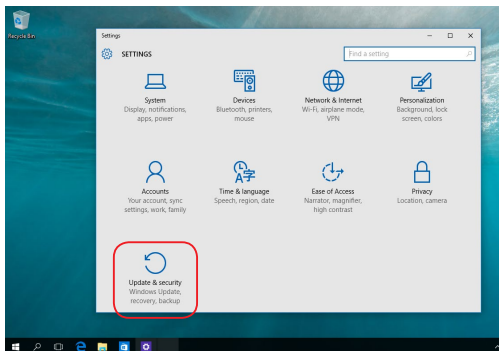 Recycle Bin
Settings
SETTINGS
Find a setting
System
Display, notifications,
apps, power
Devices
Bluetooth, printers,
mouse
Network & Internet
Wi-Fi, airplane mode,
VPN
Personalization
Background, lock
screen, colors
Accounts
Your account, sync
settings, work, family
A字
Time & language
Speech, region, date
Ease of Access
Narrator, magnifier,
high contrast
Privacy
Location, camera
Update & security
Windows Update,
recovery, backup